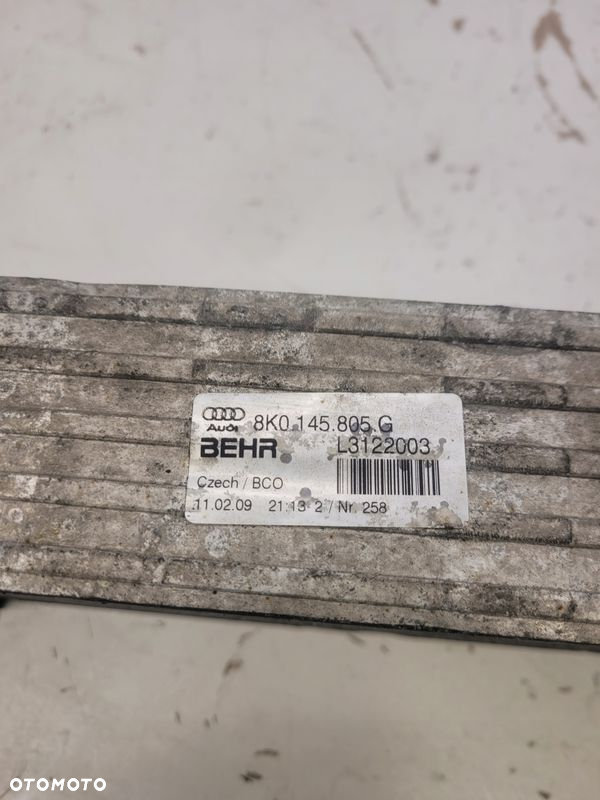 Audi 8K0.145.805.G
BEHR L3122003
Czech / BCO
11.02.09 21:13 2 / Nr. 258
OTOMOTO